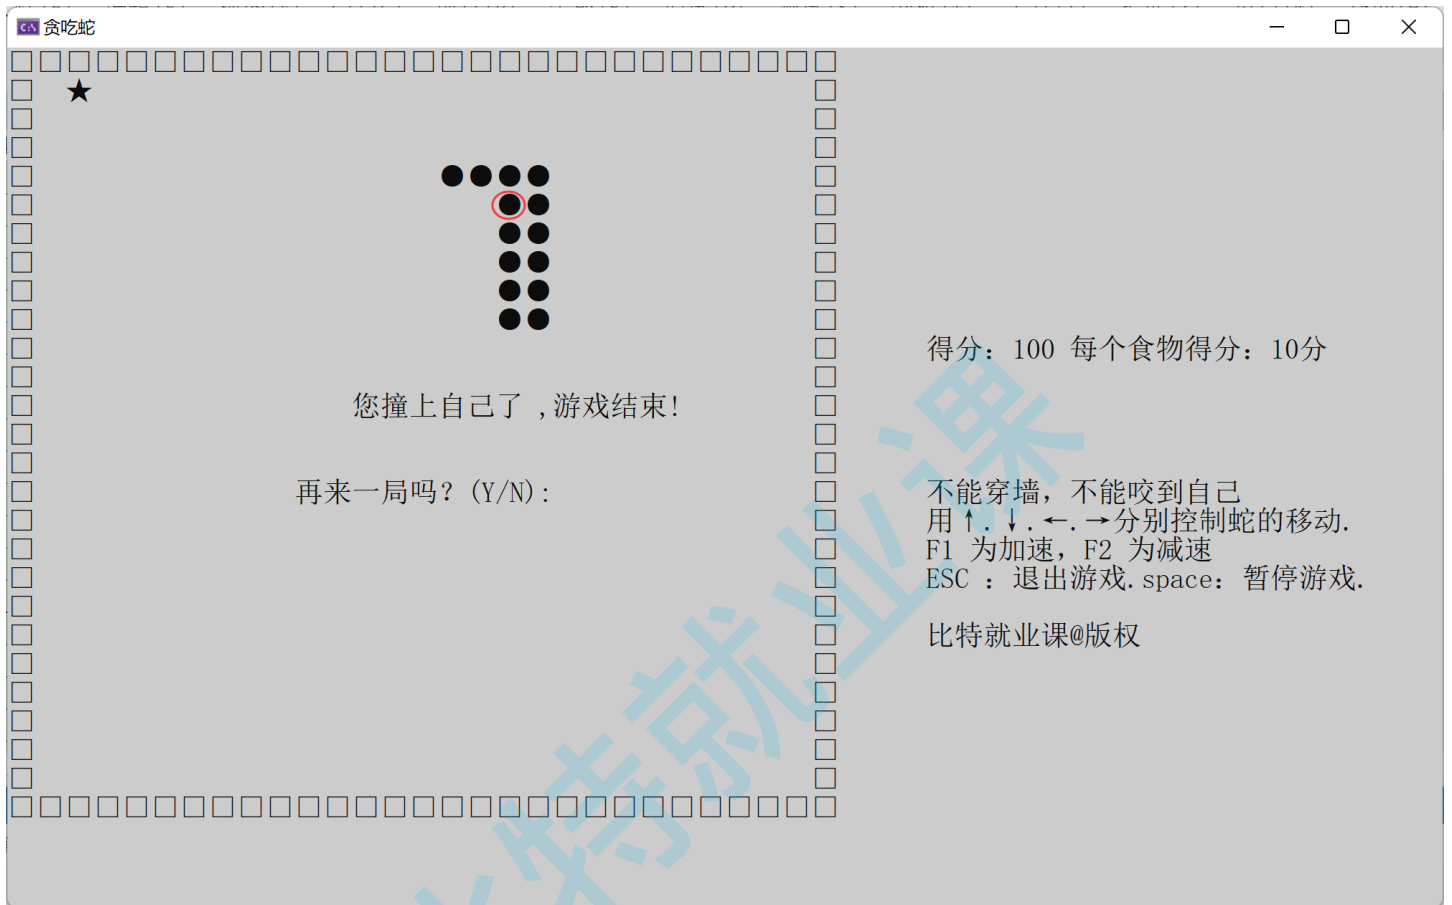 贪吃蛇
得分：100 每个食物得分：10分
您撞上自己了 ,游戏结束!
再来一局吗？(Y/N):
不能穿墙，不能咬到自己
用↑.↓.←.→分别控制蛇的移动.
F1 为加速，F2 为减速
ESC ：退出游戏.space：暂停游戏.
比特就业课@版权
比特就业课